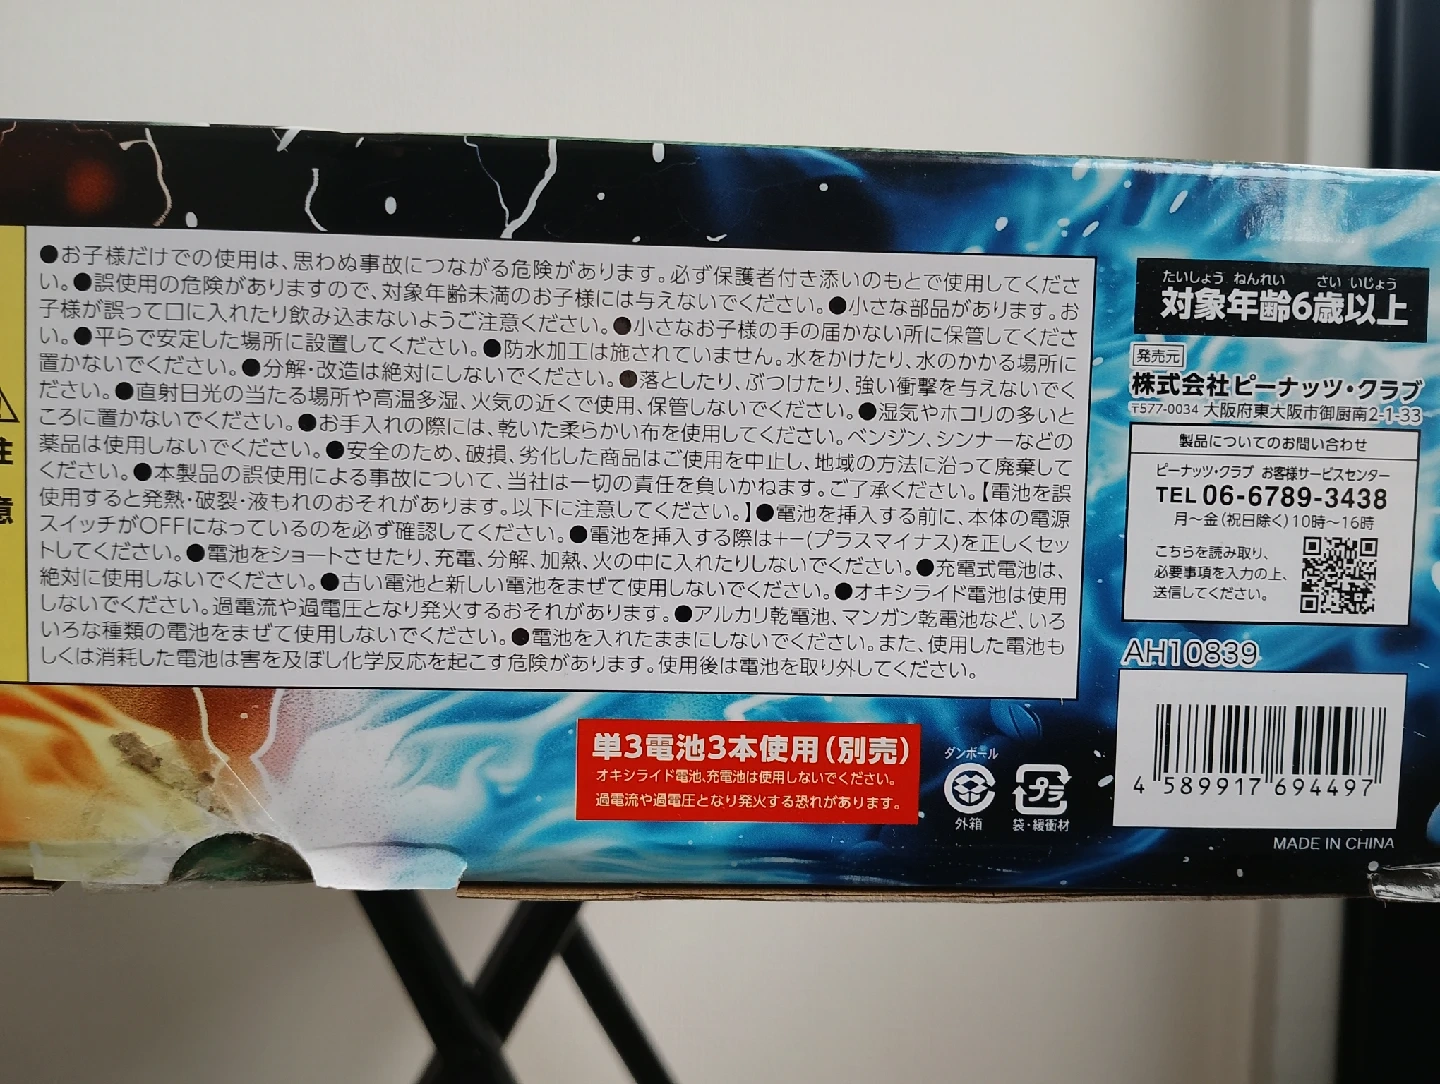 ●お子様だけでの使用は、思わぬ事故につながる危険があります。必ず保護者付き添いのもとで使用してくださ
い。●誤使用の危険がありますので、対象年齢未満のお子様には与えないでください。●小さな部品があります。お
子様が誤って口に入れたり飲み込まないようご注意ください。●小さなお子様の手の届かない所に保管してくださ
い。●平らで安定した場所に設置してください。●防水加工は施されていません。水をかけたり、水のかかる場所に
置かないでください。●分解・改造は絶対にしないでください。●落としたり、ぶつけたり、強い衝撃を与えないでく
ださい。●直射日光の当たる場所や高温多湿、火気の近くで使用、保管しないでください。●湿気やホコリの多いと
ころに置かないでください。●お手入れの際には、乾いた柔らかい布を使用してください。ベンジン、シンナーなどの
薬品は使用しないでください。●安全のため、破損、劣化した商品はご使用を中止し、地域の方法に沿って廃棄して
ください。●本製品の誤使用による事故について、当社は一切の責任を負いかねます。ご了承ください。【電池を誤
使用すると発熱・破裂・液もれのおそれがあります。以下に注意してください。】●電池を挿入する前に、本体の電源
スイッチがOFFになっているのを必ず確認してください。●電池を挿入する際は+ー(プラスマイナス)を正しくセッ
トしてください。●電池をショートさせたり、充電、分解、加熱、火の中に入れたりしないでください。●充電式電池は、
絶対に使用しないでください。●古い電池と新しい電池をまぜて使用しないでください。●オキシライド電池は使用
しないでください。過電流や過電圧となり発火するおそれがあります。●アルカリ乾電池、マンガン乾電池など、いろ
いろな種類の電池をまぜて使用しないでください。●電池を入れたままにしないでください。また、使用した電池も
しくは消耗した電池は害を及ぼし化学反応を起こす危険があります。使用後は電池を取り外してください。
注
意
たいしょう ねんれい さい いじょう
対象年齢6歳以上
発売元
株式会社ピーナッツ・クラブ
〒577-0034 大阪府東大阪市御厨南2-1-33
製品についてのお問い合わせ
ピーナッツ・クラブ お客様サービスセンター
TEL 06-6789-3438
月～金(祝日除く)10時～16時
こちらを読み取り、
必要事項を入力の上、
送信してください。
AH10839
4 589917 694497
MADE IN CHINA
単3電池3本使用(別売)
オキシライド電池、充電池は使用しないでください。
過電流や過電圧となり発火する恐れがあります。
ダンボール
外箱
プラ
袋・緩衝材